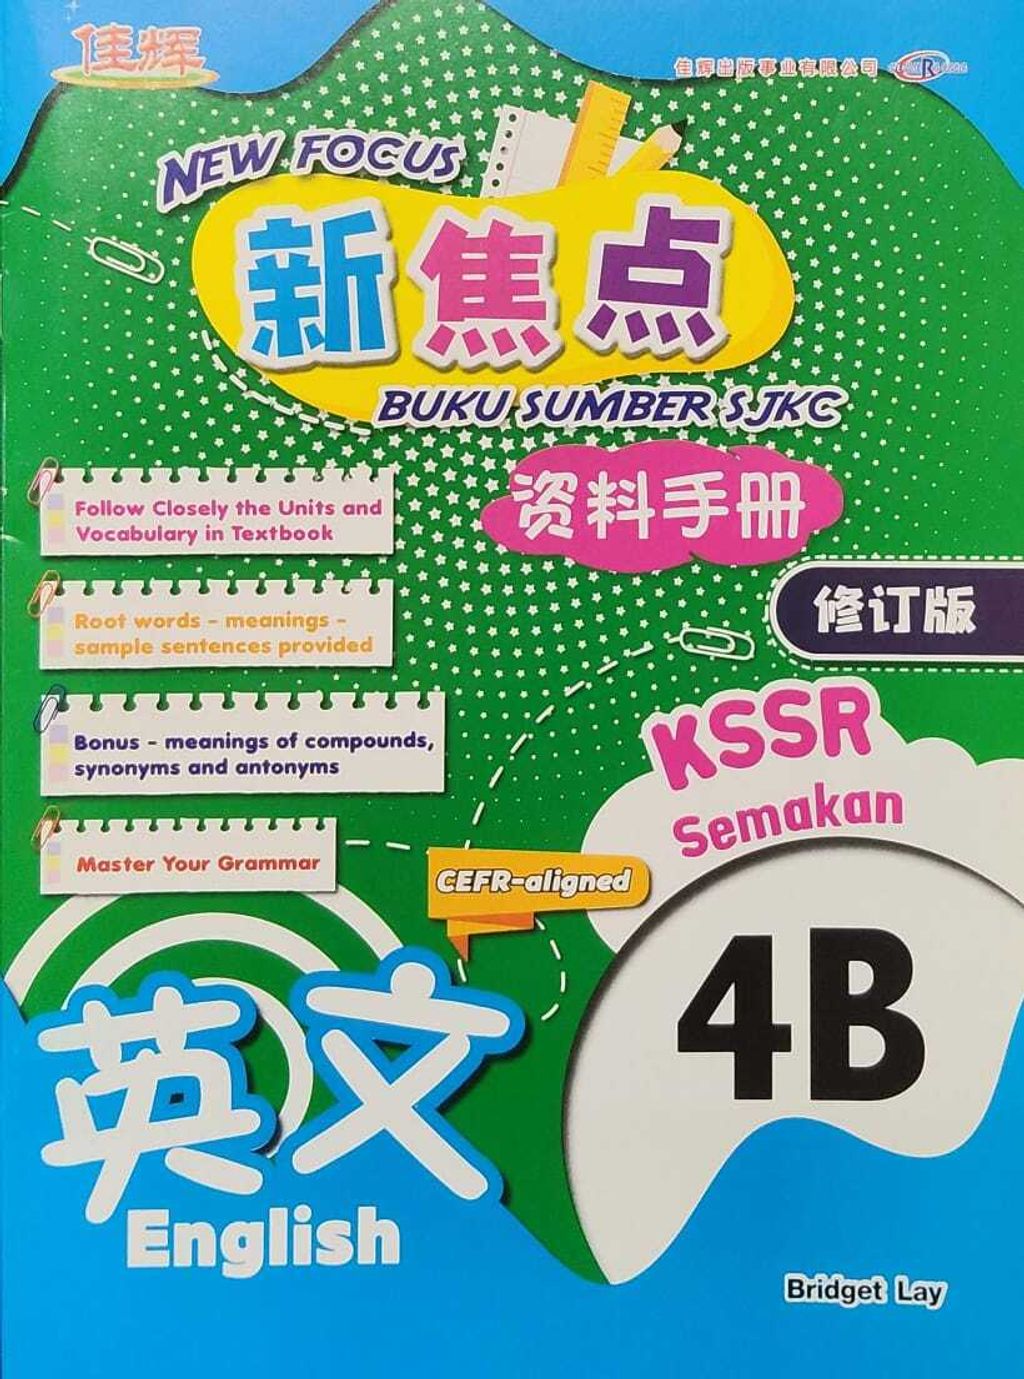 佳辉
佳辉出版事业有限公司
NEW FOCUS
新焦点
BUKU SUMBER SJKC
资料手册
Follow Closely the Units and
Vocabulary in Textbook
修订版
Root words - meanings -
sample sentences provided
KSSR
Semakan
Bonus - meanings of compounds,
synonyms and antonyms
Master Your Grammar
CEFR-aligned
4B
英文
English
Bridget Lay